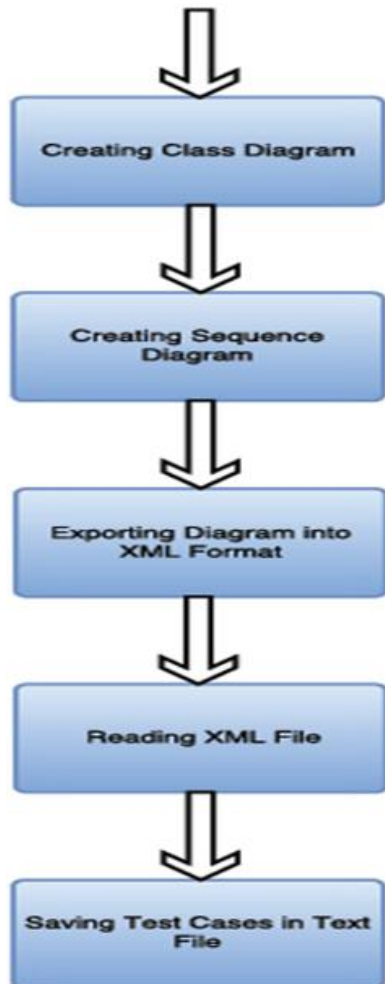 Creating Class Diagram
Creating Sequence
Diagram
Exporting Diagram into
XML Format
Reading XML File
Saving Test Cases in Text
File